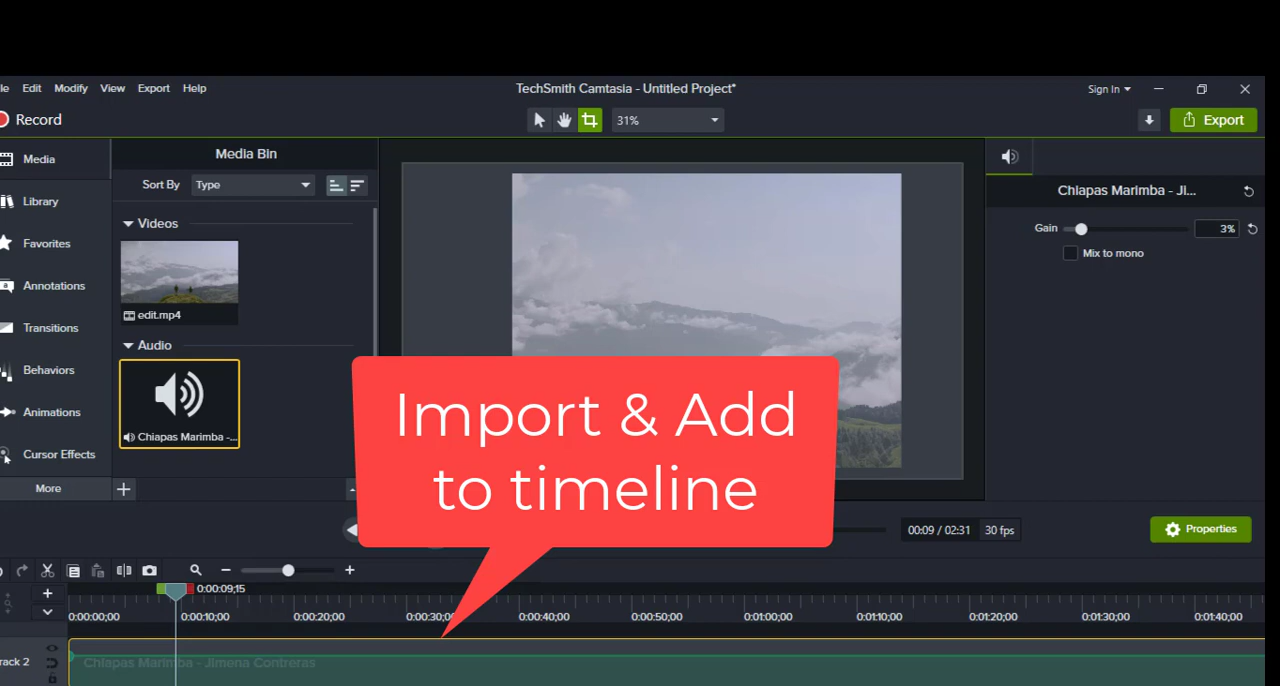 le Edit Modify View Export Help
TechSmith Camtasia - Untitled Project*
Sign In
Record
31%
Export
Media
Media Bin
Sort By Type
Library
Videos
Favorites
edit.mp4
Annotations
Transitions
Audio
Behaviors
Animations
Chiapas Marimba -...
Cursor Effects
More
Chiapas Marimba - Ji...
Gain 3%
Mix to mono
Import & Add
to timeline
00:09 / 02:31 30 fps
Properties
0:00:09;15
0:00:00;00 0:00:10;00 0:00:20;00 0:00:30;0 0:00:40;00 0:00:50;00 0:01:00;00 0:01:10;00 0:01:20;00 0:01:30;00 0:01:40;00
rack 2
Chiapas Marimba - Jimena Contreras